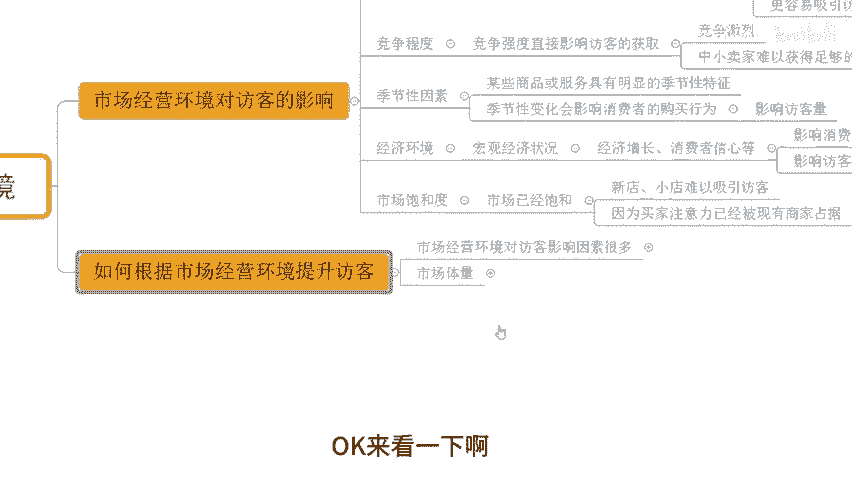 更容易吸引访
竞争程度 竞争强度直接影响访客的获取 竞争激烈
中小卖家难以获得足够的
市场经营环境对访客的影响
季节性因素 某些商品或服务具有明显的季节性特征
季节性变化会影响消费者的购买行为 影响访客量
经济环境 宏观经济状况 经济增长、消费者信心等 影响消费
影响访客
境
市场饱和度 市场已经饱和 新店、小店难以吸引访客
因为买家注意力已经被现有商家占据
如何根据市场经营环境提升访客
市场经营环境对访客影响因素很多
市场体量
OK来看一下啊